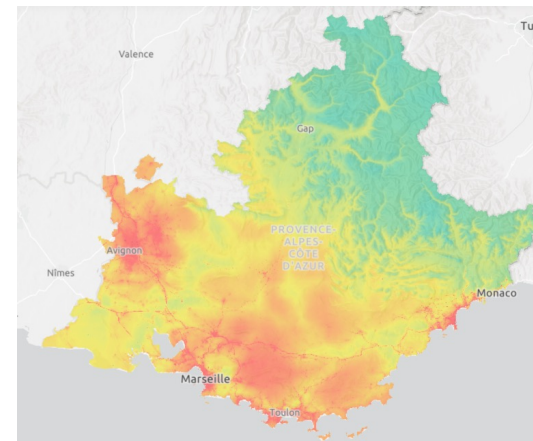 Tu
Valence
Gap
PROVENCE-
ALPES-
CÔTE
D'AZUR
Avignon
Nîmes
Monaco
Marseille
Toulon